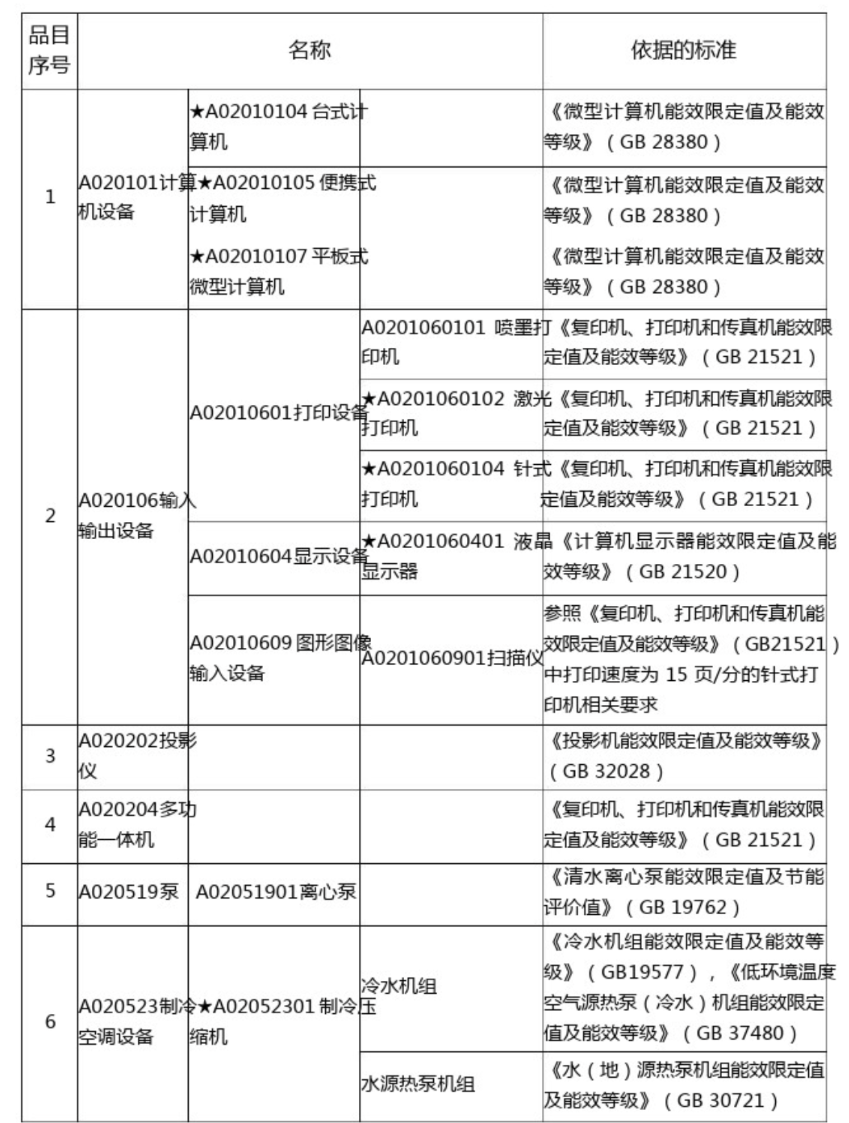 品目
序号
名称
依据的标准
1
A020101计算
机设备
★A02010104 台式计
算机
《微型计算机能效限定值及能效
等级》（GB 28380）
★A02010105 便携式
计算机
《微型计算机能效限定值及能效
等级》（GB 28380）
★A02010107 平板式
微型计算机
《微型计算机能效限定值及能效
等级》（GB 28380）
2
A020106输入
输出设备
A02010601打印设备
A0201060101 喷墨打
印机
《复印机、打印机和传真机能效限
定值及能效等级》（GB 21521）
★A0201060102 激光
打印机
《复印机、打印机和传真机能效限
定值及能效等级》（GB 21521）
★A0201060104 针式
打印机
《复印机、打印机和传真机能效限
定值及能效等级》（GB 21521）
A02010604显示设备
★A0201060401 液晶
显示器
《计算机显示器能效限定值及能
效等级》（GB 21520）
A02010609 图形图像
输入设备
A0201060901扫描仪
参照《复印机、打印机和传真机能
效限定值及能效等级》（GB21521）
中打印速度为 15 页/分的针式打
印机相关要求
3
A020202投影
仪
《投影机能效限定值及能效等级》
（GB 32028）
4
A020204多功
能一体机
《复印机、打印机和传真机能效限
定值及能效等级》（GB 21521）
5
A020519泵
A02051901离心泵
《清水离心泵能效限定值及节能
评价值》（GB 19762）
6
A020523制冷
空调设备
★A02052301 制冷压
缩机
冷水机组
《冷水机组能效限定值及能效等
级》（GB19577），《低环境温度
空气源热泵（冷水）机组能效限定
值及能效等级》（GB 37480）
水源热泵机组
《水（地）源热泵机组能效限定值
及能效等级》（GB 30721）